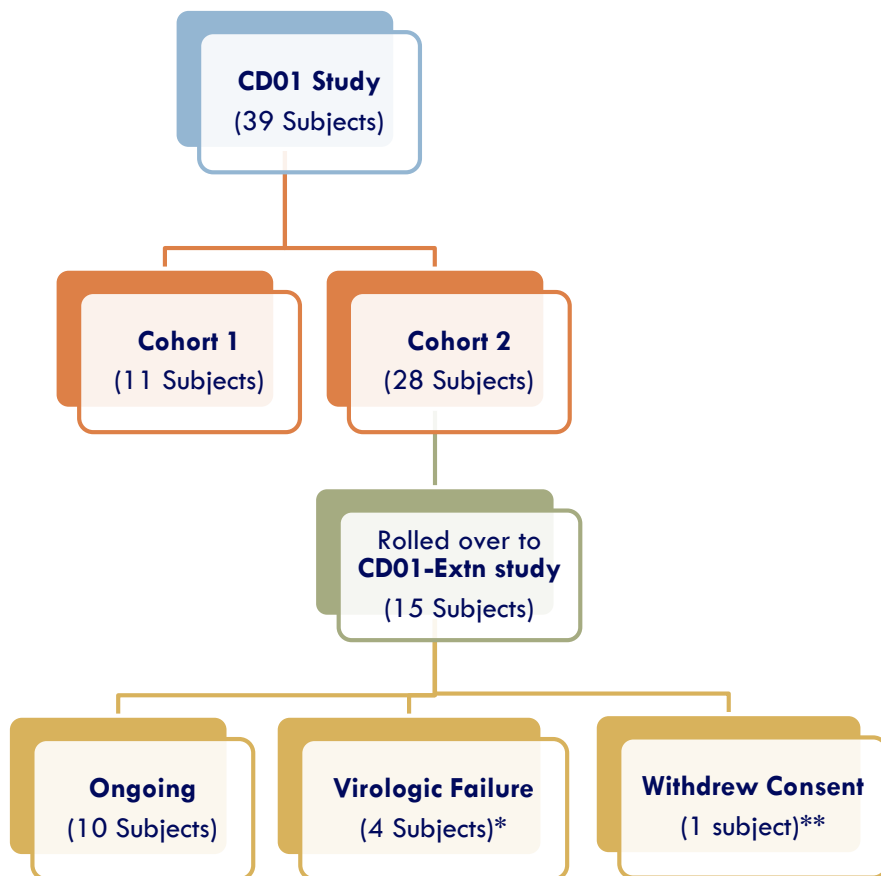 CD01 Study
(39 Subjects)
Cohort 1
(11 Subjects)
Cohort 2
(28 Subjects)
Rolled over to
CD01-Extn study
(15 Subjects)
Ongoing
(10 Subjects)
Virologic Failure
(4 Subjects)*
Withdrew Consent
(1 subject)**